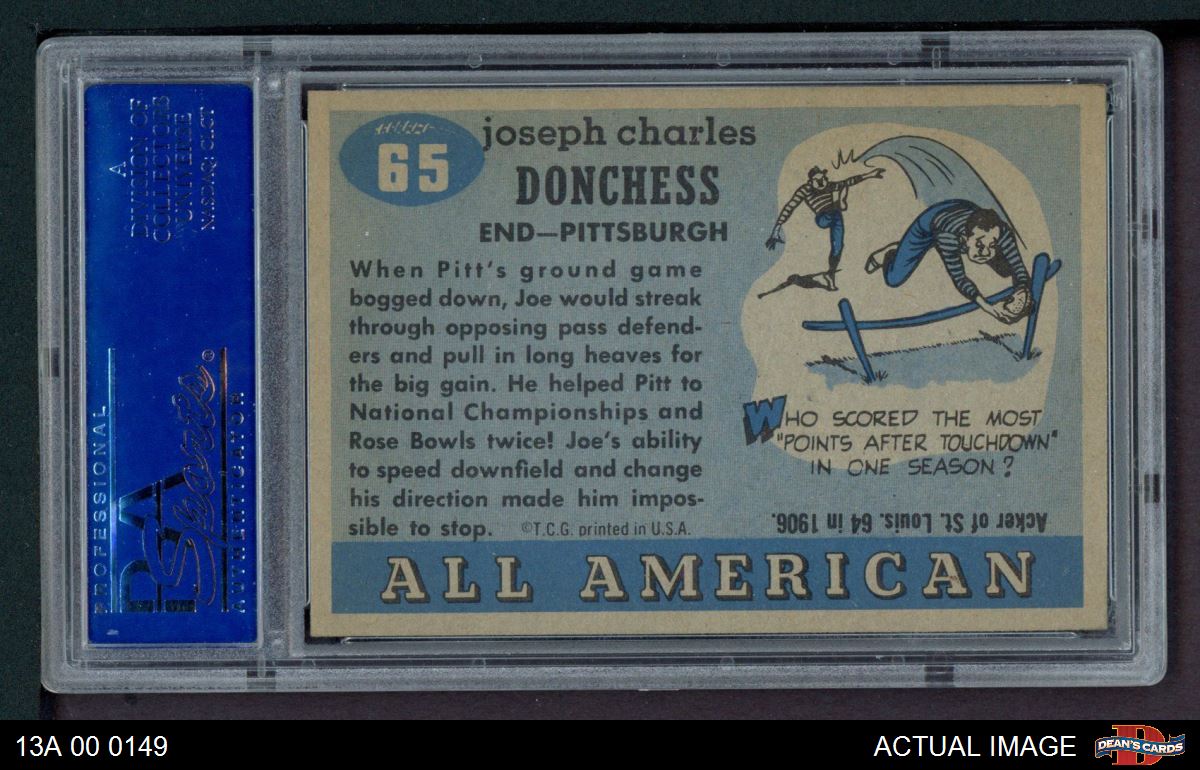 A
DIVISION OF
COLLECTORS
UNIVERSE
NASDAQ: CLCT
PROFESSIONAL
PSA
Sports®
AUTHENTICATOR
65
joseph charles
DONCHESS
END—PITTSBURGH
When Pitt's ground game
bogged down, Joe would streak
through opposing pass defend-
ers and pull in long heaves for
the big gain. He helped Pitt to
National Championships and
Rose Bowls twice! Joe's ability
to speed downfield and change
his direction made him impos-
sible to stop. ©T.C.G. printed in U.S.A.
WHO SCORED THE MOST
"POINTS AFTER TOUCHDOWN"
IN ONE SEASON?
Acker of St. Louis. 64 in 1906.
ALL AMERICAN
13A 00 0149
ACTUAL IMAGE
D
DEAN'S CARDS